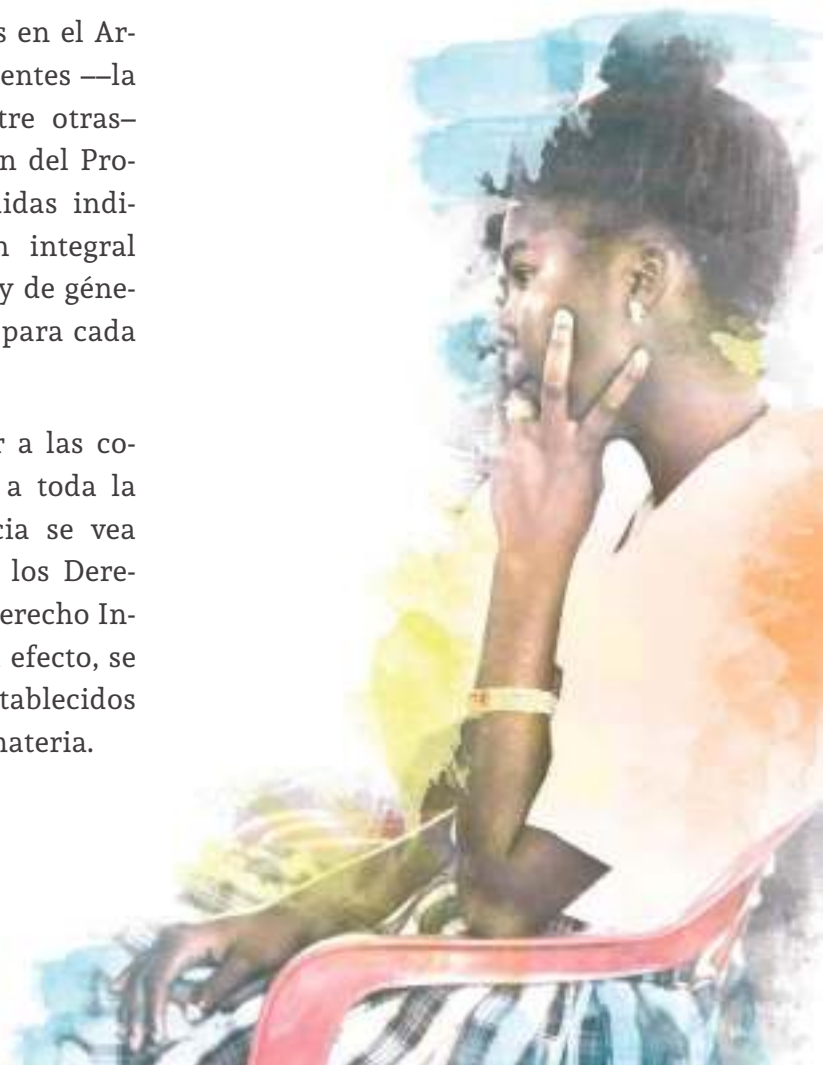 s en el Ar-
entes —la
tre otras–
n del Pro-
idas indi-
n integral
y de géne-
para cada
r a las co-
a toda la
cia se vea
los Dere-
erecho In-
efecto, se
tablecidos
nateria.